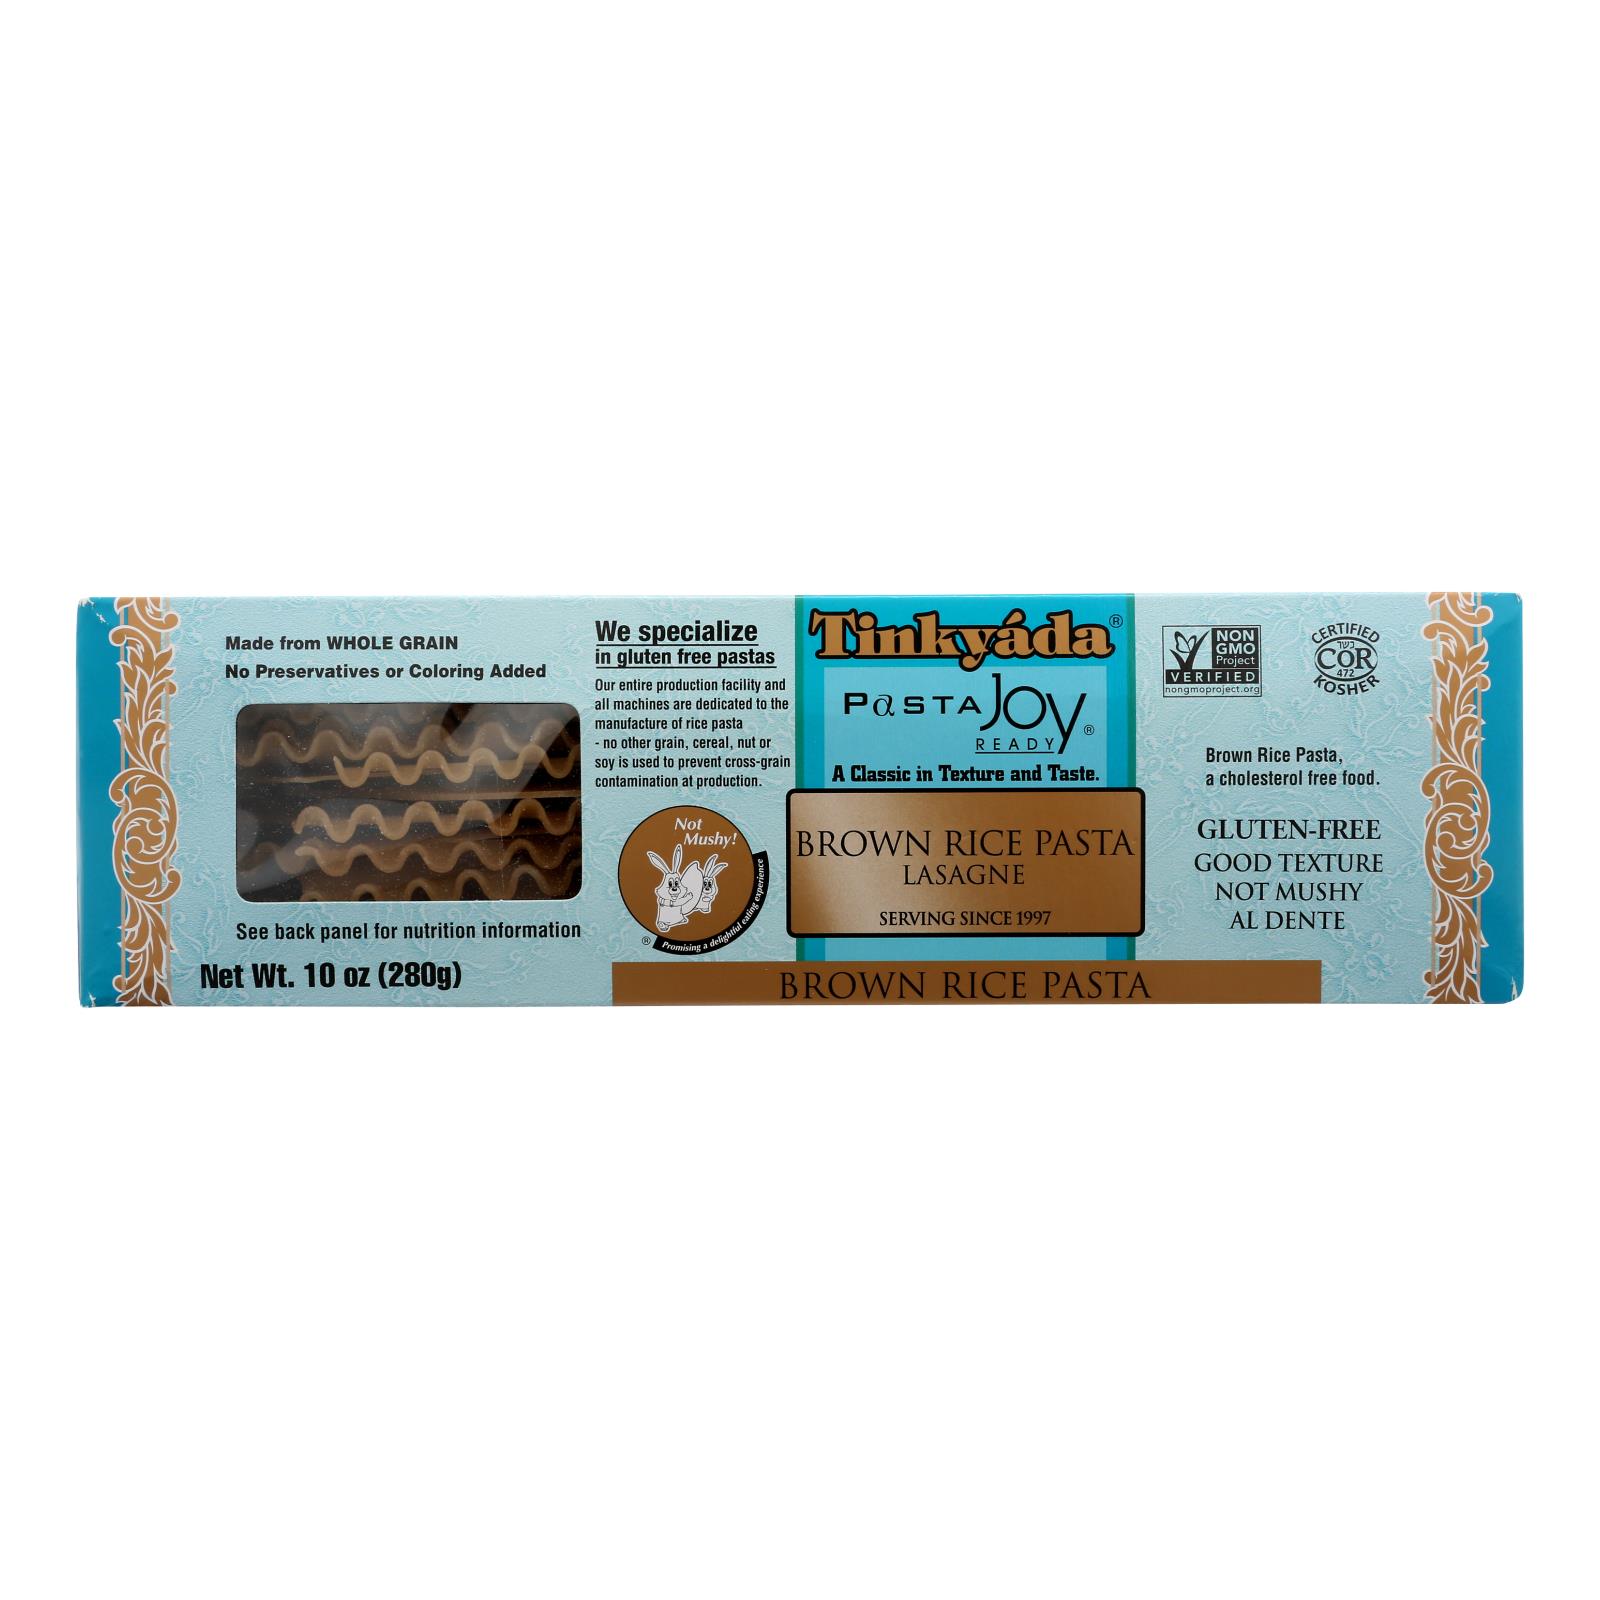 Made from WHOLE GRAIN
No Preservatives or Coloring Added
See back panel for nutrition information
Net Wt. 10 oz (280g)
We specialize
in gluten free pastas
Our entire production facility and
all machines are dedicated to the
manufacture of rice pasta
- no other grain, cereal, nut or
soy is used to prevent cross-grain
contamination at production.
Not
Mushy!
Promising a delightful eating experience
®
Tinkyáda®
PASTA JOY®
READY
A Classic in Texture and Taste.
BROWN RICE PASTA
LASAGNE
SERVING SINCE 1997
BROWN RICE PASTA
NON
GMO
Project
VERIFIED
nongmoproject.org
CERTIFIED
כשר
COR
472
KOSHER
Brown Rice Pasta,
a cholesterol free food.
GLUTEN-FREE
GOOD TEXTURE
NOT MUSHY
AL DENTE